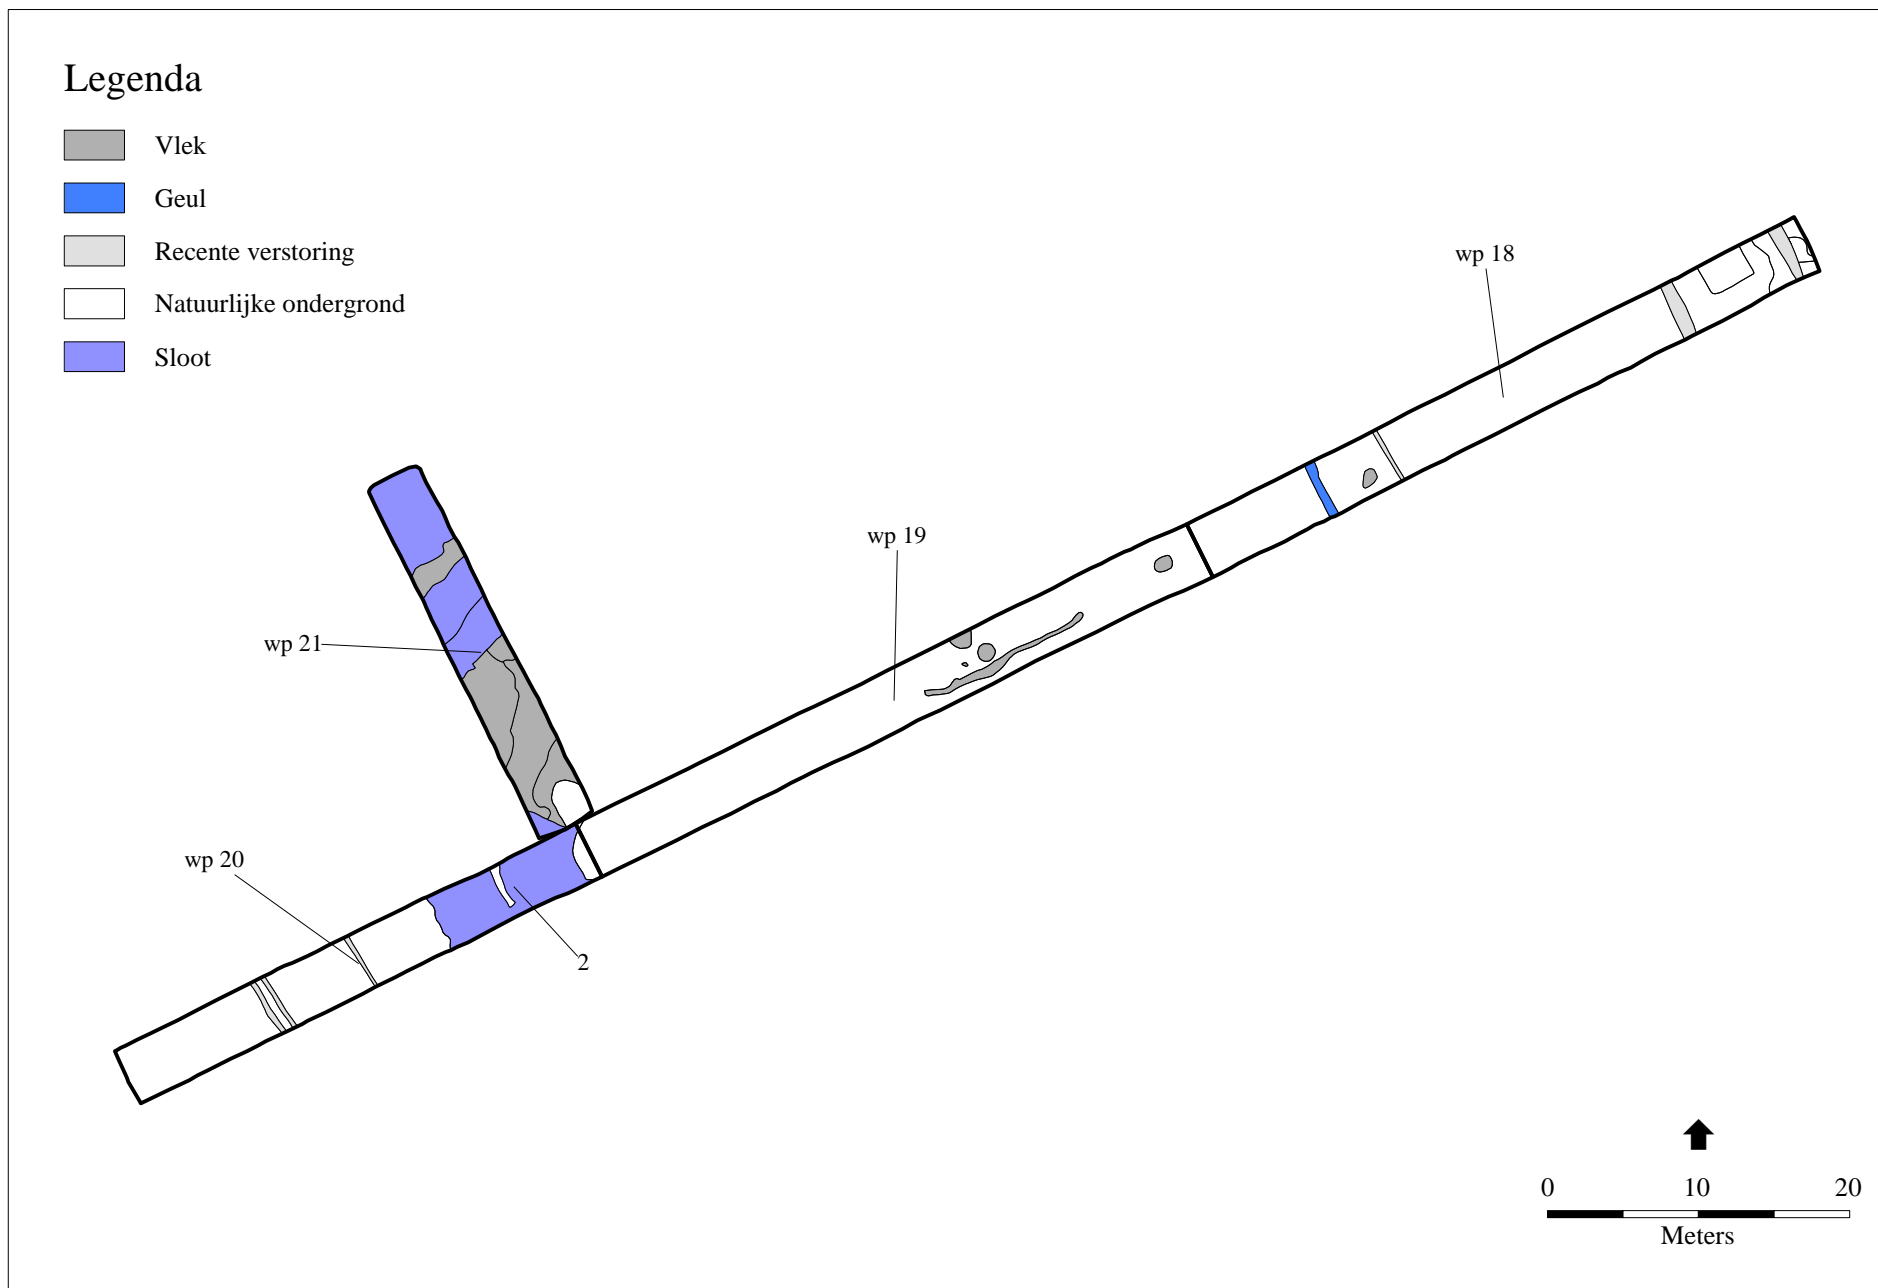 Legenda
Vlek
Geul
Recente verstoring
Natuurlijke ondergrond
Sloot
wp 18
wp 19
wp 21
wp 20
2
0 10 20
Meters